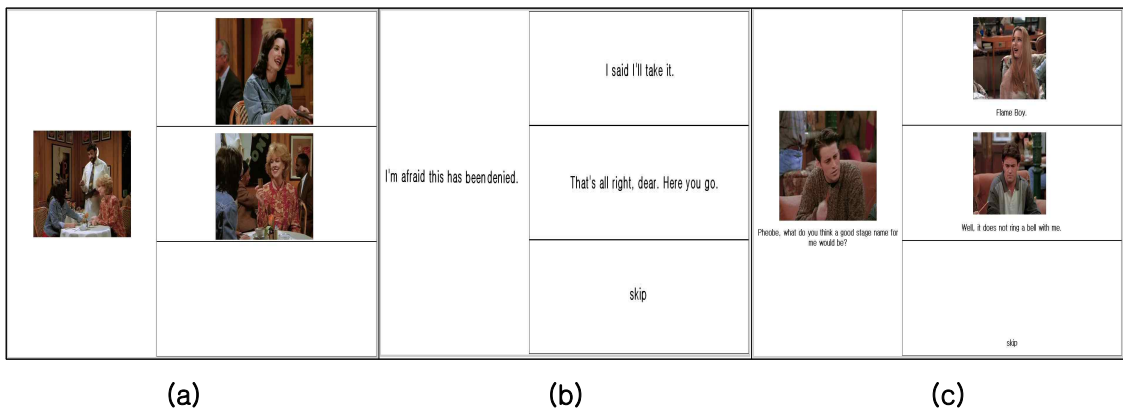 I'm afraid this has been denied.
I said I'll take it.
That's all right, dear. Here you go.
skip
Pheobe, what do you think a good stage name for
me would be?
Flame Boy.
Well, it does not ring a bell with me.
skip
(a)
(b)
(c)